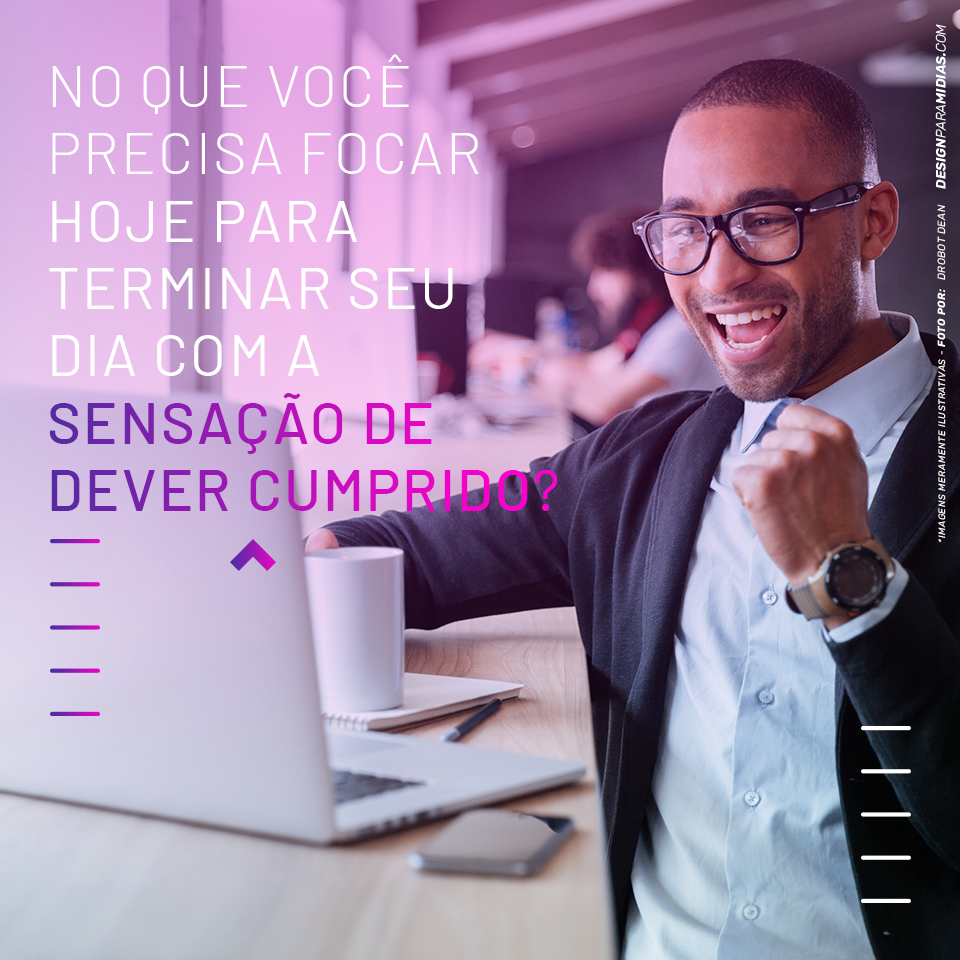 NO QUE VOCÊ
PRECISA FOCAR
HOJE PARA
TERMINAR SEU
DIA COM A
SENSAÇÃO DE
DEVER CUMPRIDO?
*IMAGENS MERAMENTE ILUSTRATIVAS - FOTO POR: DROBOT DEAN DESIGNPARAMIDIAS.COM